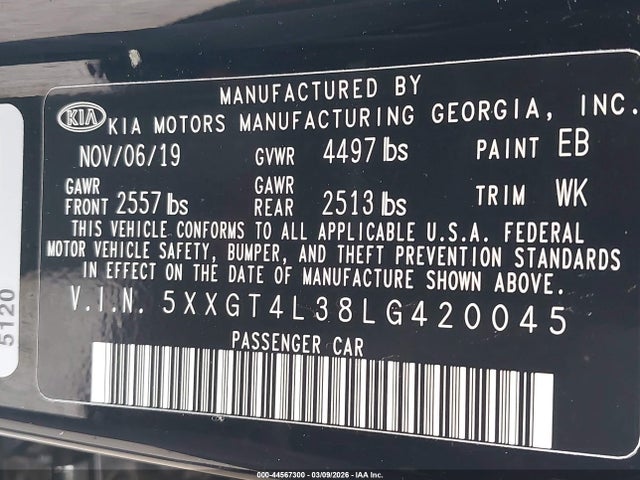 MANUFACTURED BY
KIA KIA MOTORS MANUFACTURING GEORGIA, INC.
NOV/06/19 GVWR 4497 lbs PAINT EB
GAWR FRONT 2557 lbs GAWR REAR 2513 lbs TRIM WK
THIS VEHICLE CONFORMS TO ALL APPLICABLE U.S.A. FEDERAL
MOTOR VEHICLE SAFETY, BUMPER, AND THEFT PREVENTION STANDARDS
IN EFFECT ON THE DATE OF MANUFACTURE SHOWN ABOVE.
V.I.N. 5XXGT4L38LG420045
PASSENGER CAR
5120
000-44567300 — 03/09/2026 — IAA Inc.